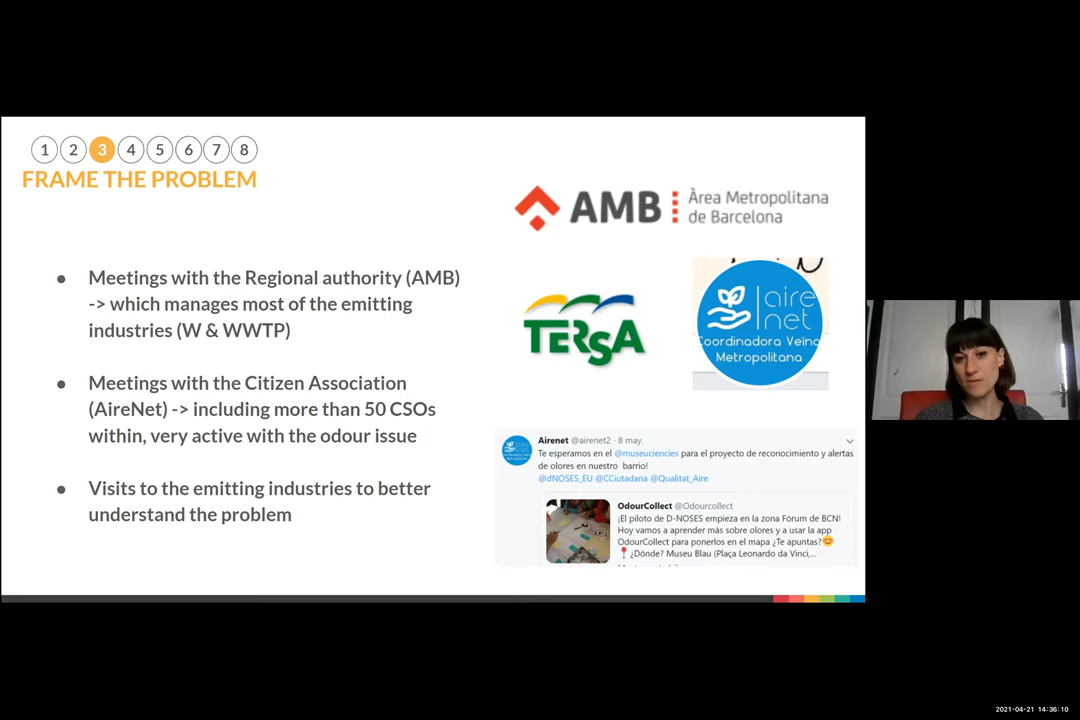 1 2 3 4 5 6 7 8
FRAME THE PROBLEM
AMB Àrea Metropolitana
de Barcelona
● Meetings with the Regional authority (AMB)
-> which manages most of the emitting
industries (W & WWTP)
● Meetings with the Citizen Association
(AireNet) -> including more than 50 CSOs
within, very active with the odour issue
● Visits to the emitting industries to better
understand the problem
TERSA
aire
net
Coordinadora Veïna
Metropolitana
Airenet @airenet2 · 8 may.
Te esperamos en el @museuciencies para el proyecto de reconocimiento y alertas
de olores en nuestro barrio!
@dNOSES_EU @CCiutadana @Qualitat_Aire
OdourCollect @Odourcollect
¡El piloto de D-NOSES empieza en la zona Fòrum de BCN!
Hoy vamos a aprender más sobre olores y a usar la app
OdourCollect para ponerlos en el mapa ¿Te apuntas?😊
📍¿Dónde? Museu Blau (Plaça Leonardo da Vinci,...
2021-04-21 14:36:10